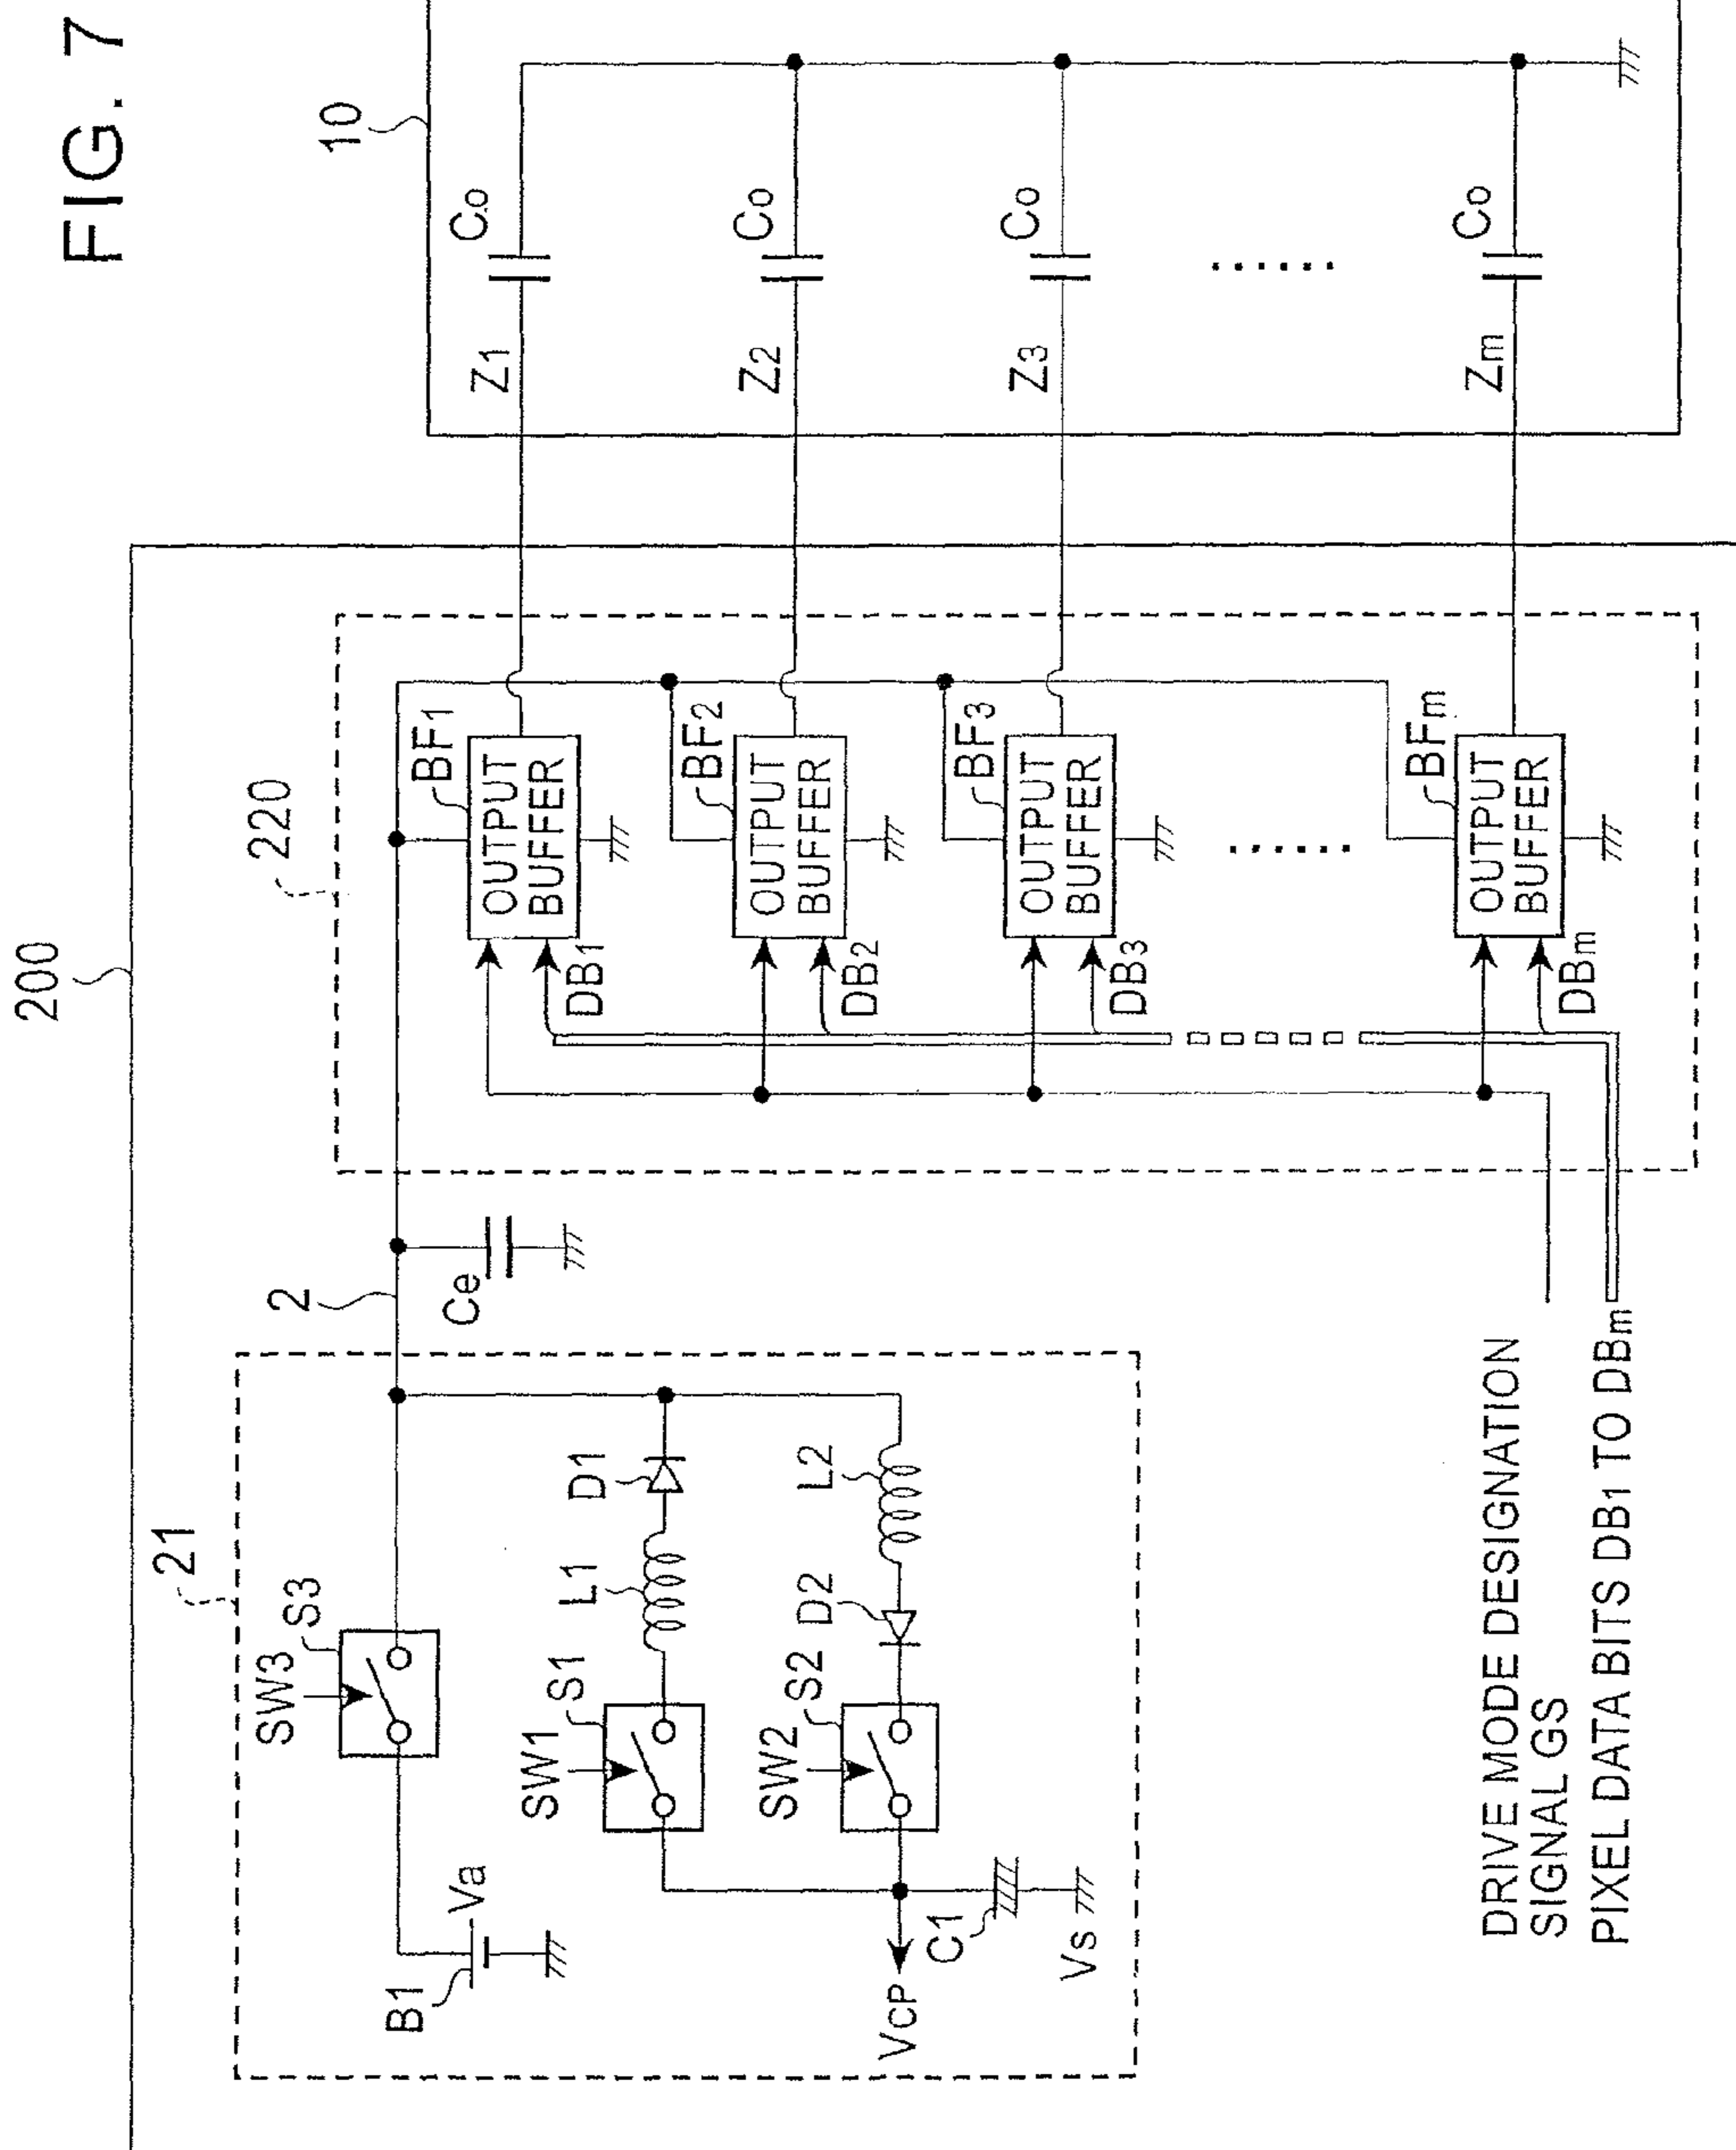 FIG. 7
200
10
220
21
2
SW3
S3
B1
Va
SW1
S1
L1
D1
SW2
S2
D2
L2
VCP
C1
Vs
Ce
BF1
OUTPUT
BUFFER
DB1
Z1
Co
BF2
OUTPUT
BUFFER
DB2
Z2
Co
BF3
OUTPUT
BUFFER
DB3
Z3
Co
......
......
BFm
OUTPUT
BUFFER
DBm
Zm
Co
DRIVE MODE DESIGNATION
SIGNAL GS
PIXEL DATA BITS DB1 TO DBm